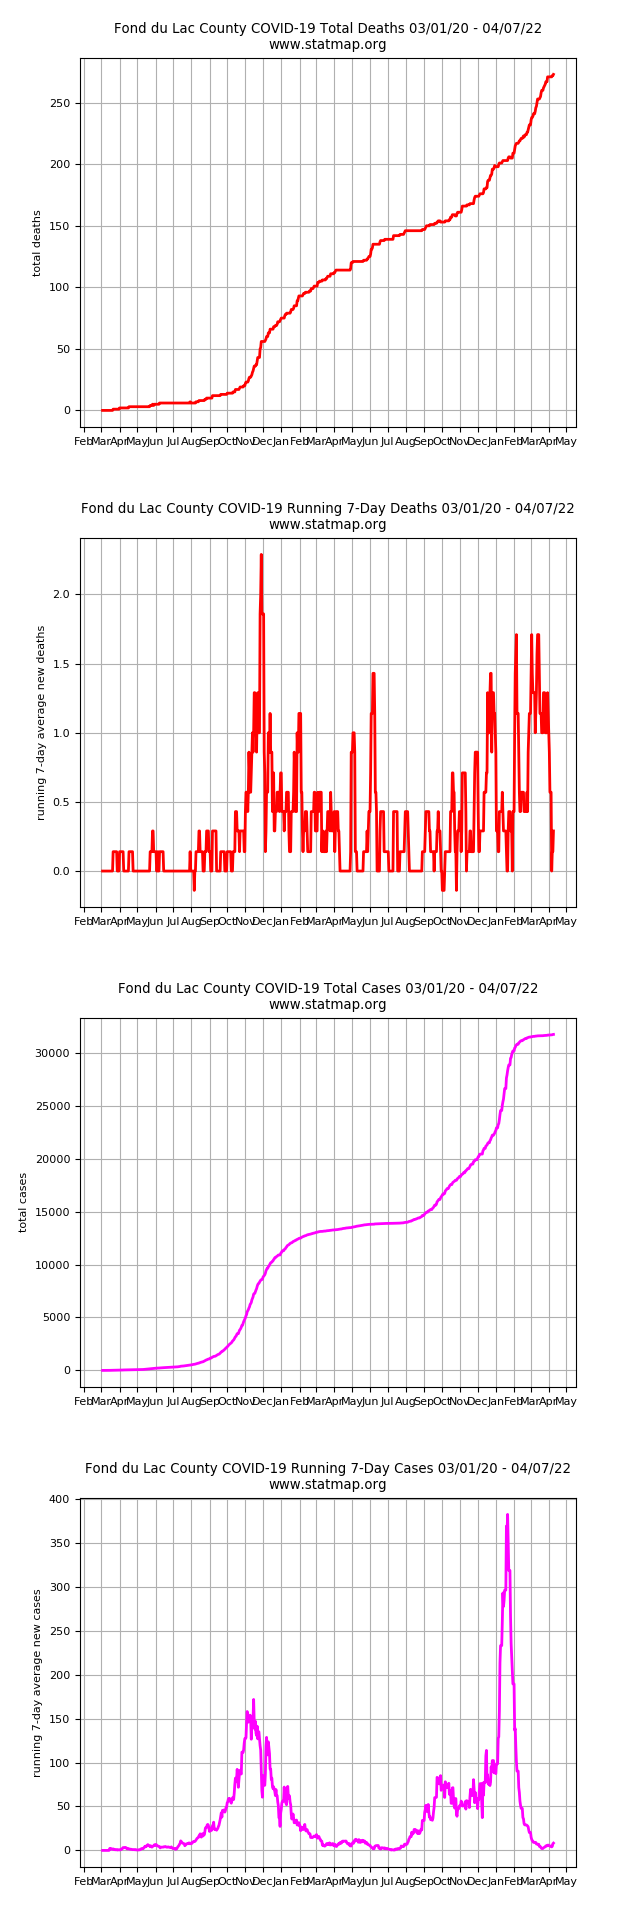 Fond du Lac County COVID-19 Total Deaths 03/01/20 - 04/07/22
www.statmap.org
250
200
150
100
50
0
total deaths
Feb Mar Apr May Jun Jul Aug Sep Oct Nov Dec Jan Feb Mar Apr May Jun Jul Aug Sep Oct Nov Dec Jan Feb Mar Apr May
Fond du Lac County COVID-19 Running 7-Day Deaths 03/01/20 - 04/07/22
www.statmap.org
2.0
1.5
1.0
0.5
0.0
running 7-day average new deaths
Feb Mar Apr May Jun Jul Aug Sep Oct Nov Dec Jan Feb Mar Apr May Jun Jul Aug Sep Oct Nov Dec Jan Feb Mar Apr May
Fond du Lac County COVID-19 Total Cases 03/01/20 - 04/07/22
www.statmap.org
30000
25000
20000
15000
10000
5000
0
total cases
Feb Mar Apr May Jun Jul Aug Sep Oct Nov Dec Jan Feb Mar Apr May Jun Jul Aug Sep Oct Nov Dec Jan Feb Mar Apr May
Fond du Lac County COVID-19 Running 7-Day Cases 03/01/20 - 04/07/22
www.statmap.org
400
350
300
250
200
150
100
50
0
running 7-day average new cases
Feb Mar Apr May Jun Jul Aug Sep Oct Nov Dec Jan Feb Mar Apr May Jun Jul Aug Sep Oct Nov Dec Jan Feb Mar Apr May